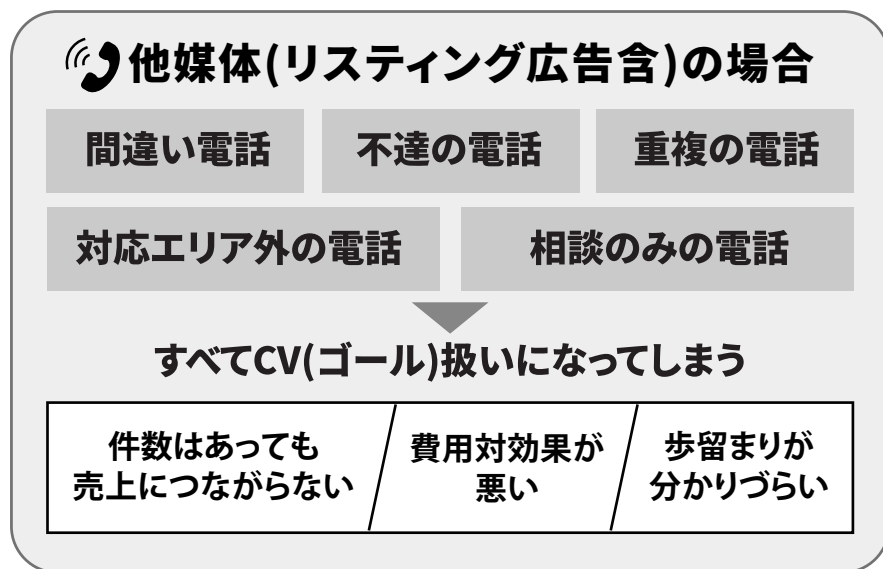 他媒体(リスティング広告含)の場合
間違い電話
不達の電話
重複の電話
対応エリア外の電話
相談のみの電話
すべてCV(ゴール)扱いになってしまう
件数はあっても
売上につながらない
費用対効果が
悪い
歩留まりが
分かりづらい